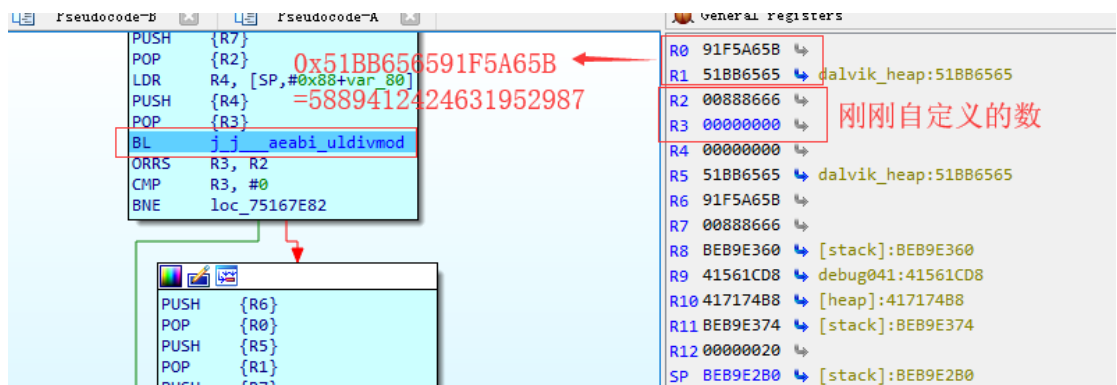 Pseudocode-B
Pseudocode-A
General registers
PUSH {R7}
POP {R2}
LDR R4, [SP,#0x88+var_80]
PUSH {R4}
POP {R3}
BL j_j___aeabi_uldivmod
ORRS R3, R2
CMP R3, #0
BNE loc_75167E82
0x51BB656591F5A65B
=5889412424631952987
PUSH {R6}
POP {R0}
PUSH {R5}
POP {R1}
PUSH {R7}
R0 91F5A65B
R1 51BB6565 dalvik_heap:51BB6565
R2 00888666
R3 00000000
刚刚自定义的数
R4 00000000
R5 51BB6565 dalvik_heap:51BB6565
R6 91F5A65B
R7 00888666
R8 BEB9E360 [stack]:BEB9E360
R9 41561CD8 debug041:41561CD8
R10 417174B8 [heap]:417174B8
R11 BEB9E374 [stack]:BEB9E374
R12 00000020
SP BEB9E2B0 [stack]:BEB9E2B0